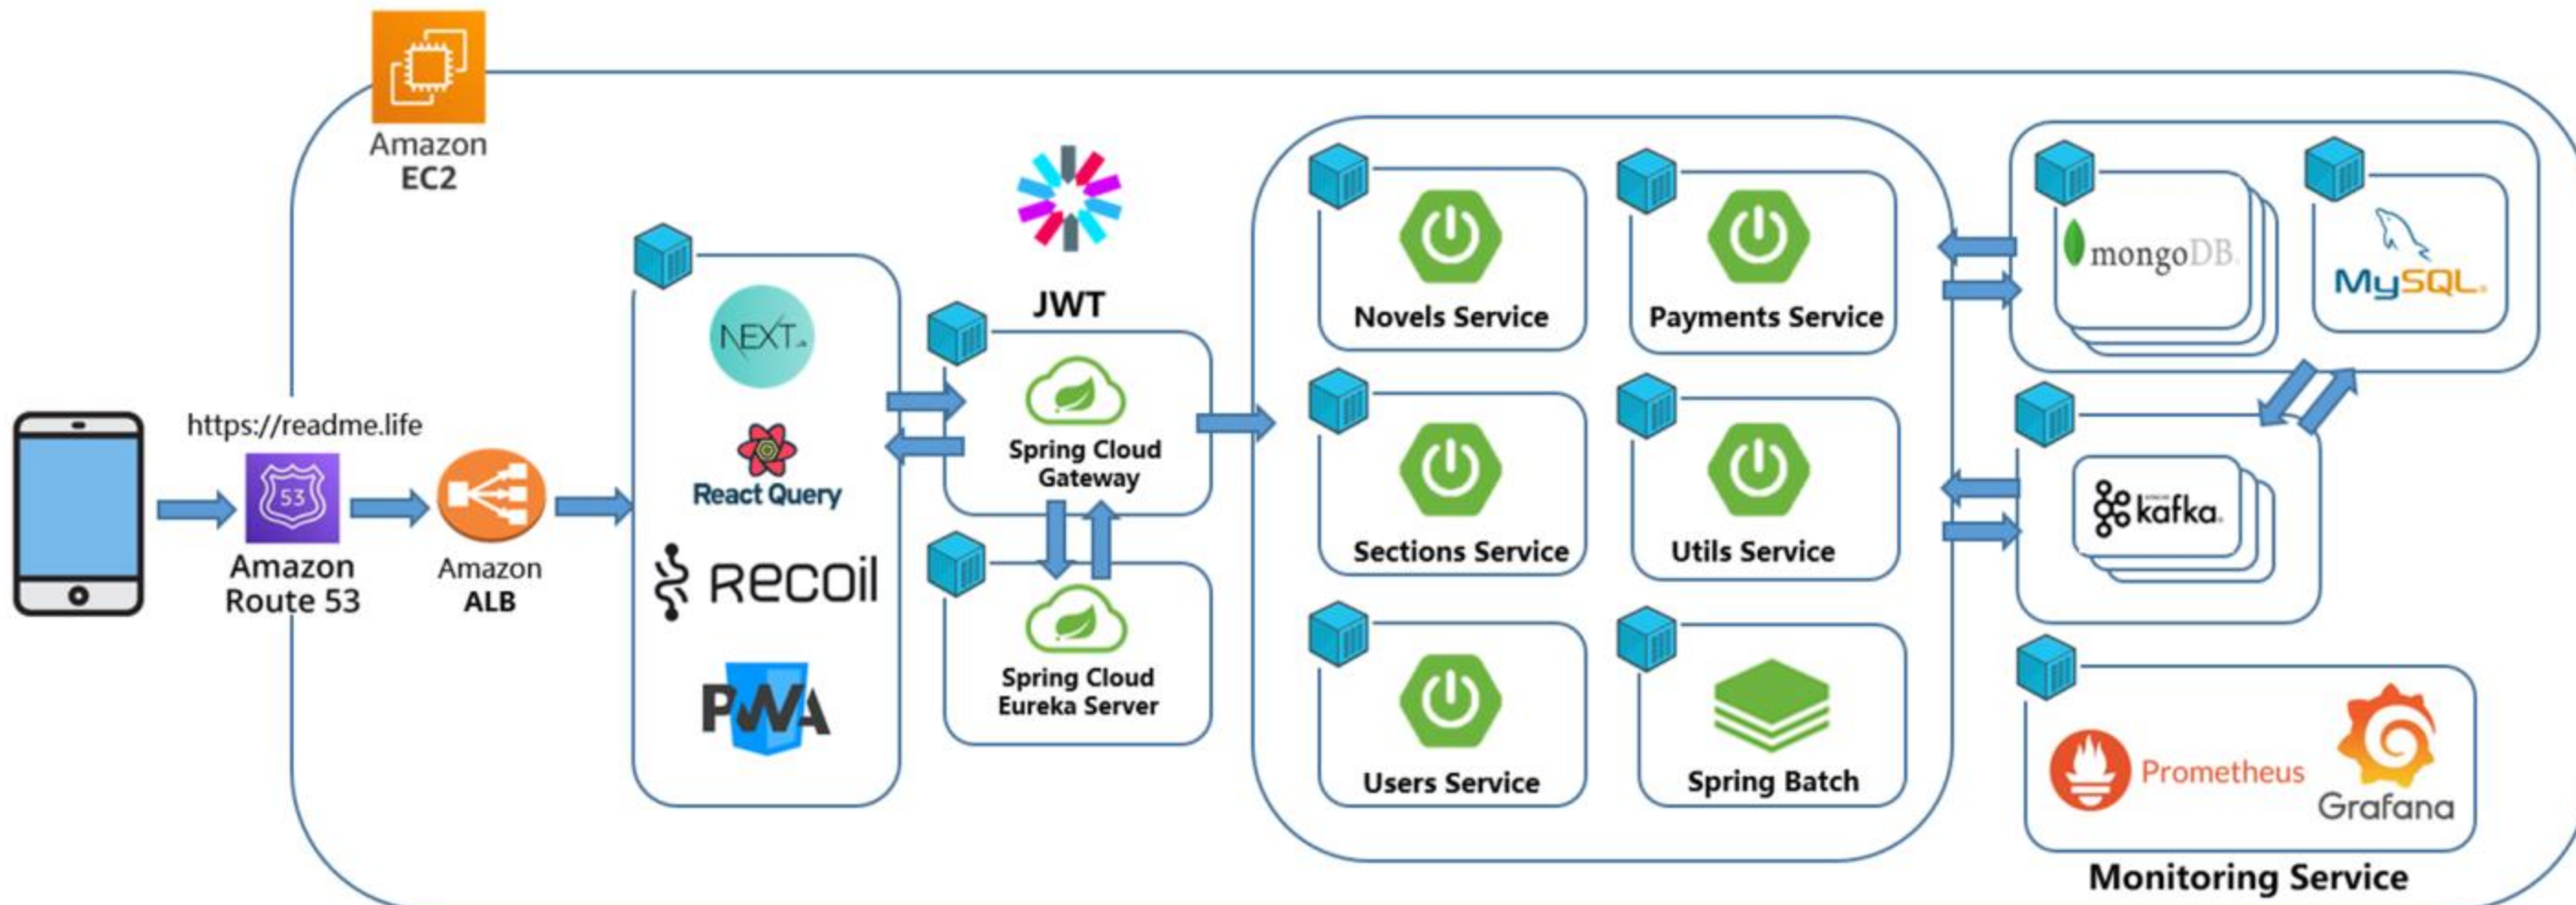 Amazon
EC2
https://readme.life
53
Amazon
Route 53
Amazon
ALB
NEXT.JS
React Query
Recoil
PWA
JWT
Spring Cloud
Gateway
Spring Cloud
Eureka Server
Novels Service
Payments Service
Sections Service
Utils Service
Users Service
Spring Batch
mongoDB
MySQL
kafka
Prometheus
Grafana
Monitoring Service